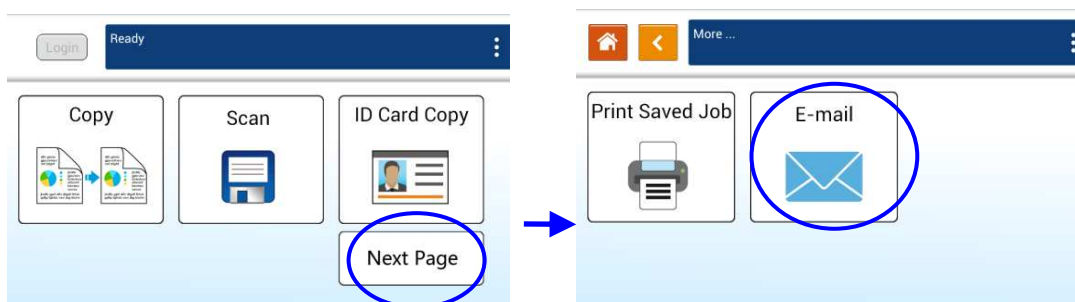 Login
Ready
Copy
Scan
ID Card Copy
Next Page
More ...
Print Saved Job
E-mail